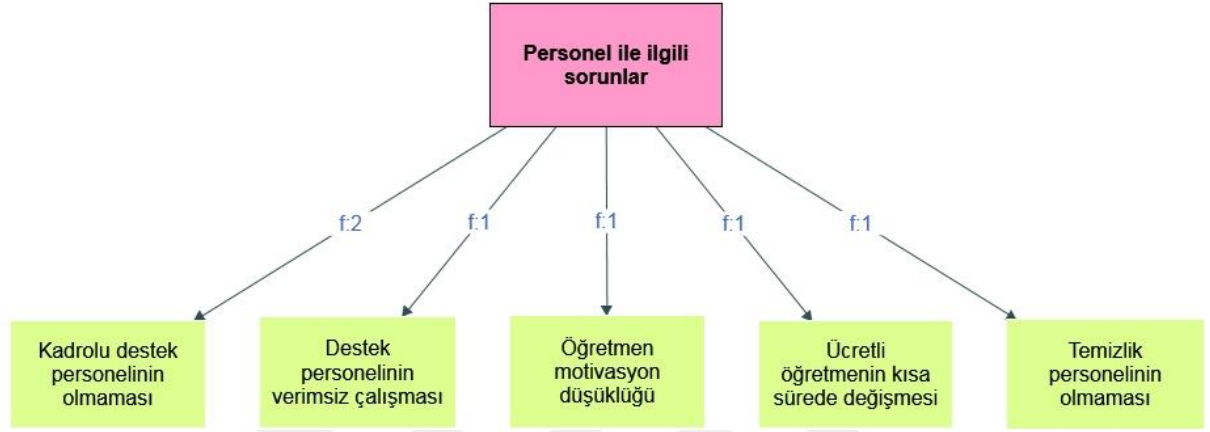 Personel ile ilgili
sorunlar
f:2
f:1
f:1
f:1
f:1
Kadrolu destek
personelinin
olmaması
Destek
personelinin
verimsiz çalışması
Öğretmen
motivasyon
düşüklüğü
Ücretli
öğretmenin kısa
sürede değişmesi
Temizlik
personelinin
olmaması